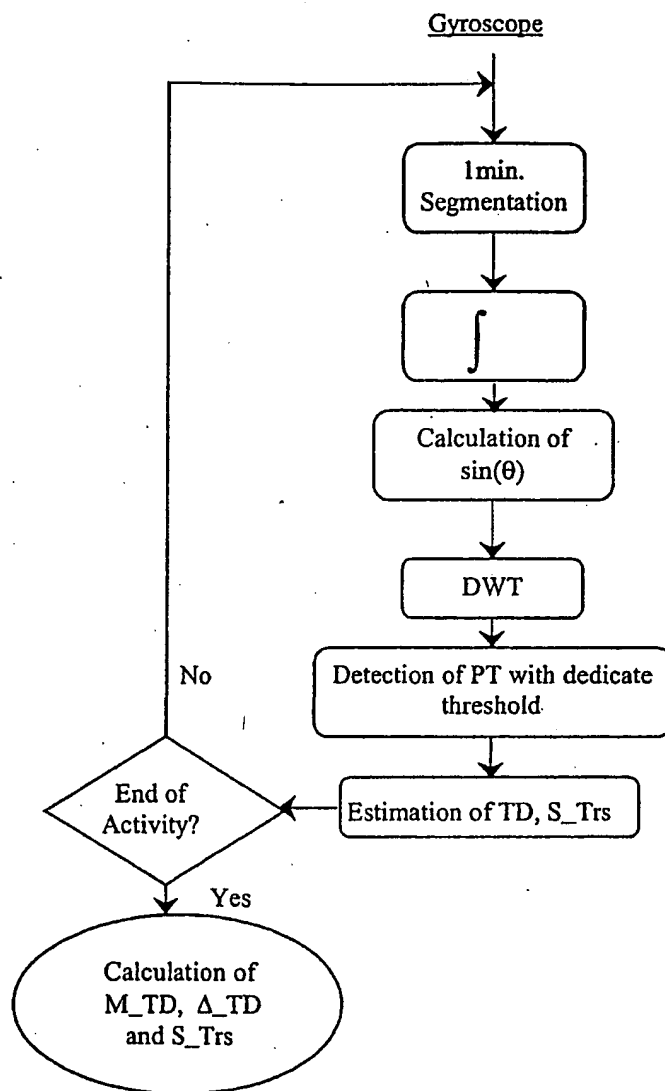 Gyroscope
1min.
Segmentation
∫
Calculation of
sin(θ)
DWT
Detection of PT with dedicate
threshold
Estimation of TD, S_Trs
No
End of
Activity?
Yes
Calculation of
M_TD, Δ_TD
and S_Trs